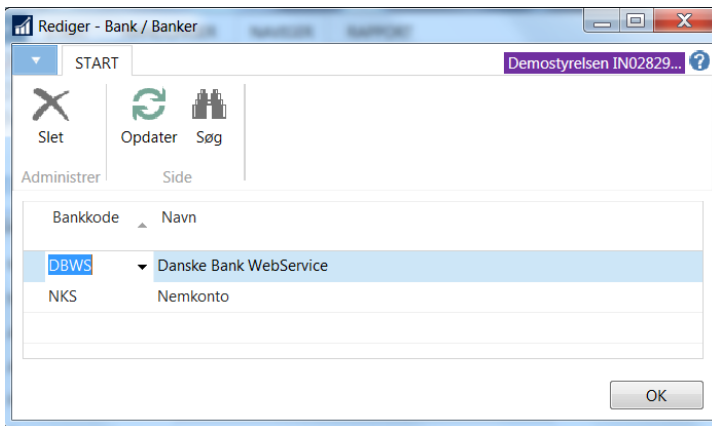 Rediger - Bank / Banker
START
Demostyrelsen IN02829...
Slet
Opdater
Søg
Administrer
Side
Bankkode
Navn
DBWS
Danske Bank WebService
NKS
Nemkonto
OK